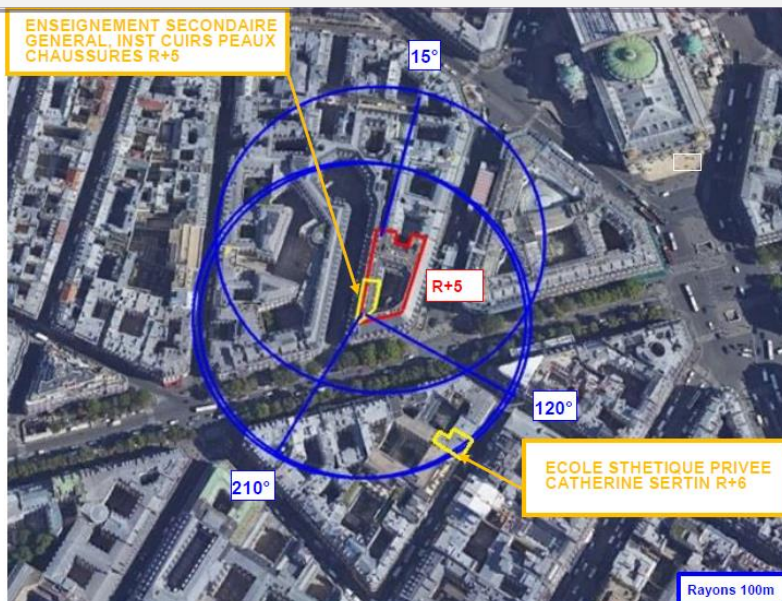 ENSEIGNEMENT SECONDAIRE
GENERAL, INST CUIRS PEAUX
CHAUSSURES R+5
15°
R+5
120°
210°
ECOLE STHETIQUE PRIVEE
CATHERINE SERTIN R+6
Rayons 100m